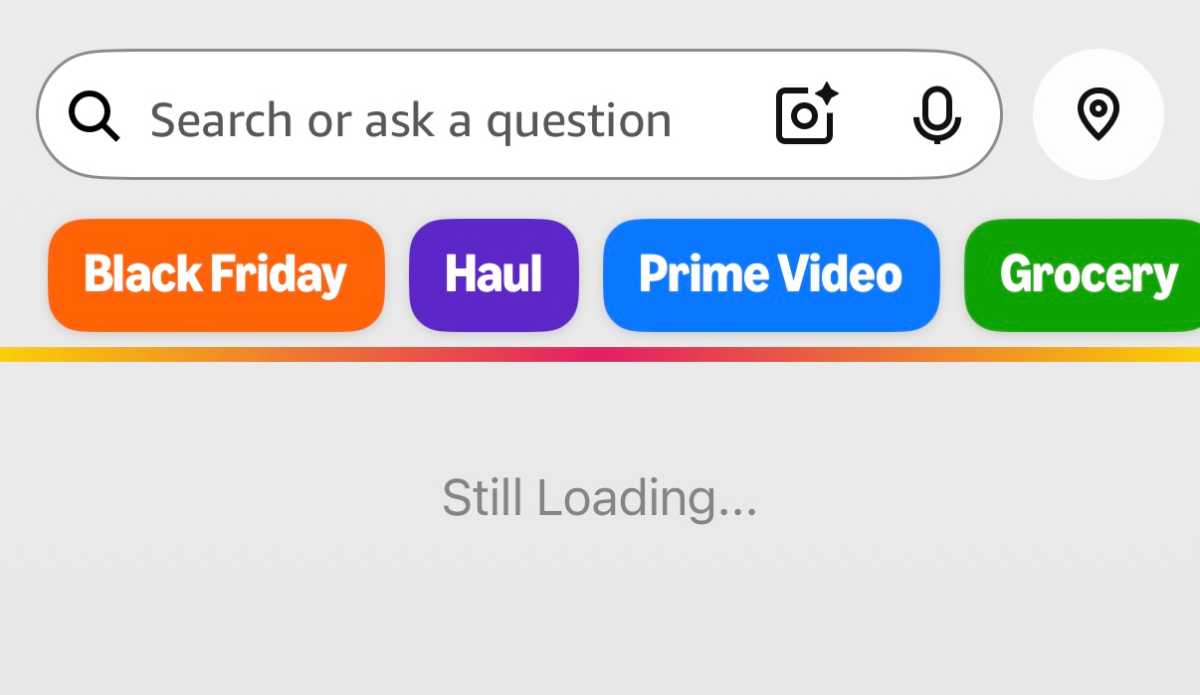 Search or ask a question
Black Friday Haul Prime Video Grocery
Still Loading...